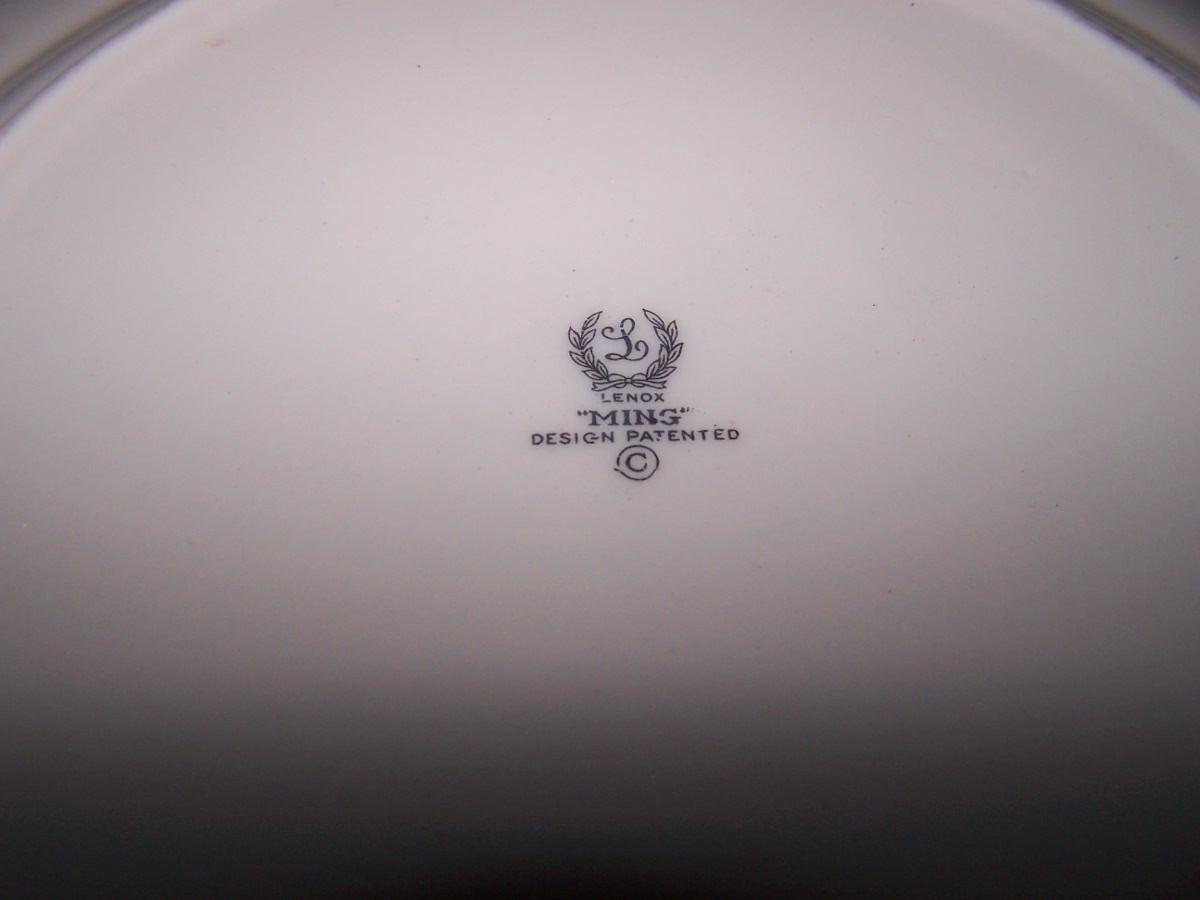 L
LENOX
"MING"
DESIGN PATENTED
©